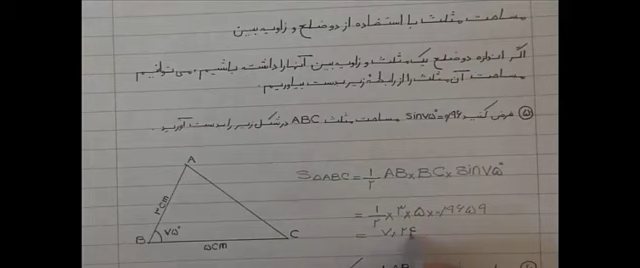 مساحت مثلث با استفاده از دو ضلع و زاویه بین
اگر اندازه دو ضلع یک مثلث و زاویه بین آنها را داشته باشیم، می‌توانیم
مساحت آن مثلث را از رابطهٔ زیر بدست بیاوریم.
۵ فرض کنید sin۷۵°=۰٫۹۶ مساحت مثلث ABC در شکل زیر را بدست آورید.
A
S△ABC = ۱/۲ AB × BC × sin۷۵°
۳cm
= ۱/۲ × ۳ × ۵ × ۰٫۹۶۵۹
B ۷۵° C
= ۷٫۲۴
۵cm